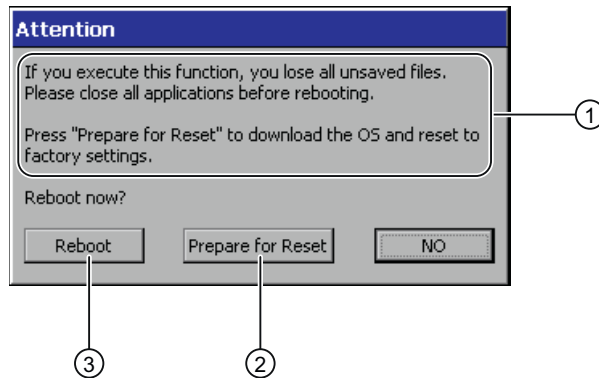 Attention
If you execute this function, you lose all unsaved files.
Please close all applications before rebooting.
Press "Prepare for Reset" to download the OS and reset to
factory settings.
1
Reboot now?
Reboot Prepare for Reset NO
3 2